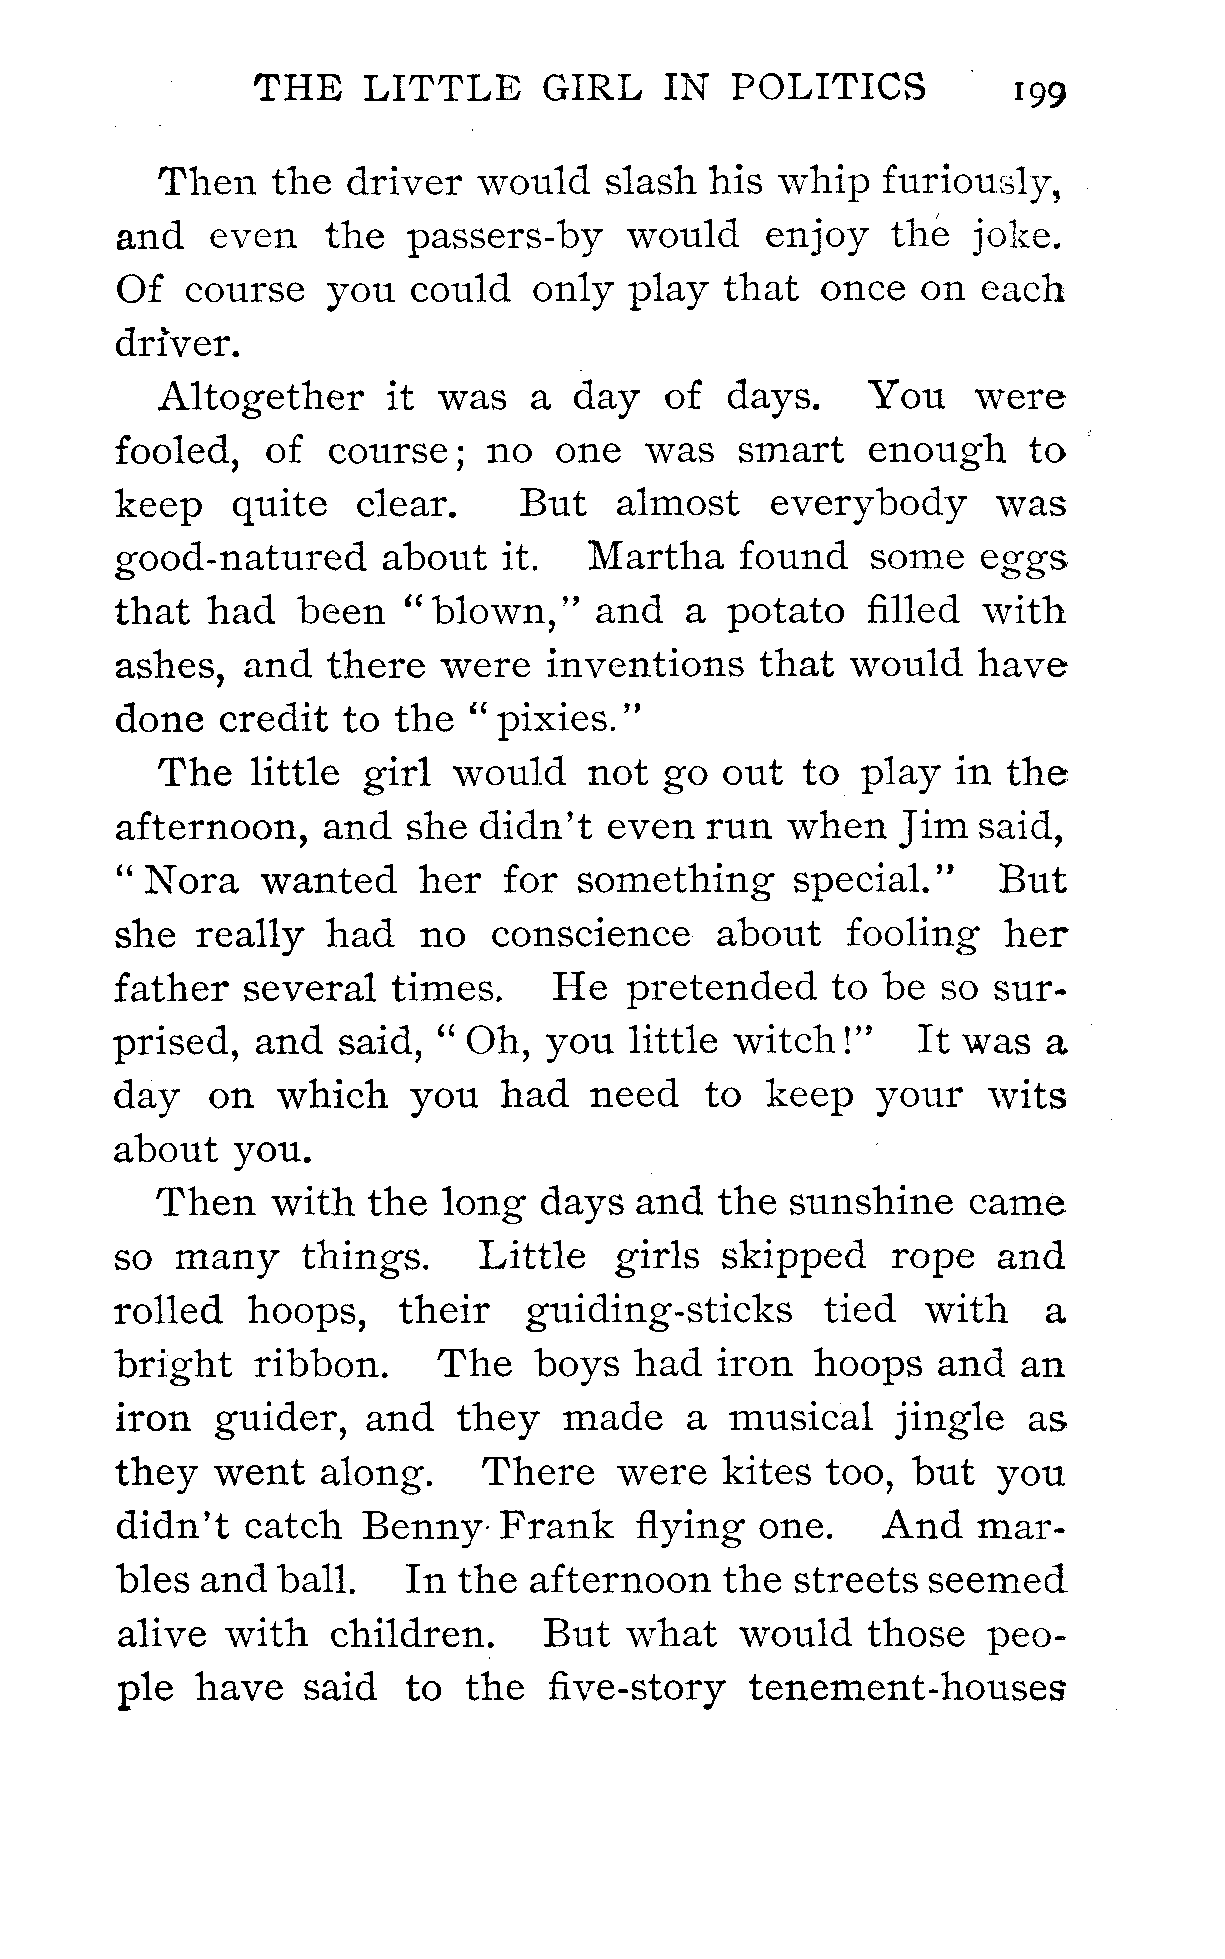 THE LITTLE GIRL IN POLITICS 199
Then the driver would slash his whip furiously,
and even the passers-by would enjoy the joke.
Of course you could only play that once on each
driver.
Altogether it was a day of days. You were
fooled, of course; no one was smart enough to
keep quite clear. But almost everybody was
good-natured about it. Martha found some eggs
that had been "blown," and a potato filled with
ashes, and there were inventions that would have
done credit to the "pixies."
The little girl would not go out to play in the
afternoon, and she didn't even run when Jim said,
"Nora wanted her for something special." But
she really had no conscience about fooling her
father several times. He pretended to be so sur-
prised, and said, "Oh, you little witch!" It was a
day on which you had need to keep your wits
about you.
Then with the long days and the sunshine came
so many things. Little girls skipped rope and
rolled hoops, their guiding-sticks tied with a
bright ribbon. The boys had iron hoops and an
iron guider, and they made a musical jingle as
they went along. There were kites too, but you
didn't catch Benny Frank flying one. And mar-
bles and ball. In the afternoon the streets seemed
alive with children. But what would those peo-
ple have said to the five-story tenement-houses